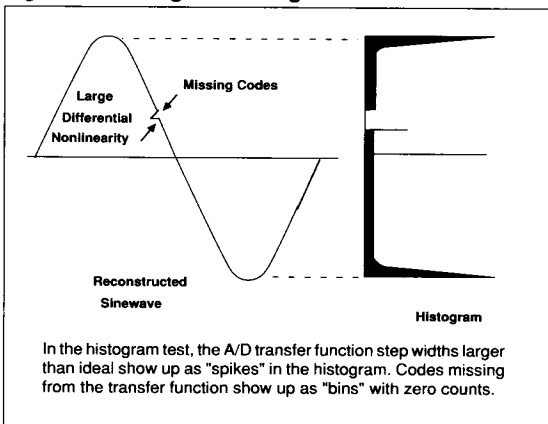 Large
Differential
Nonlinearity
Missing Codes
Reconstructed
Sinewave
Histogram
In the histogram test, the A/D transfer function step widths larger
than ideal show up as "spikes" in the histogram. Codes missing
from the transfer function show up as "bins" with zero counts.